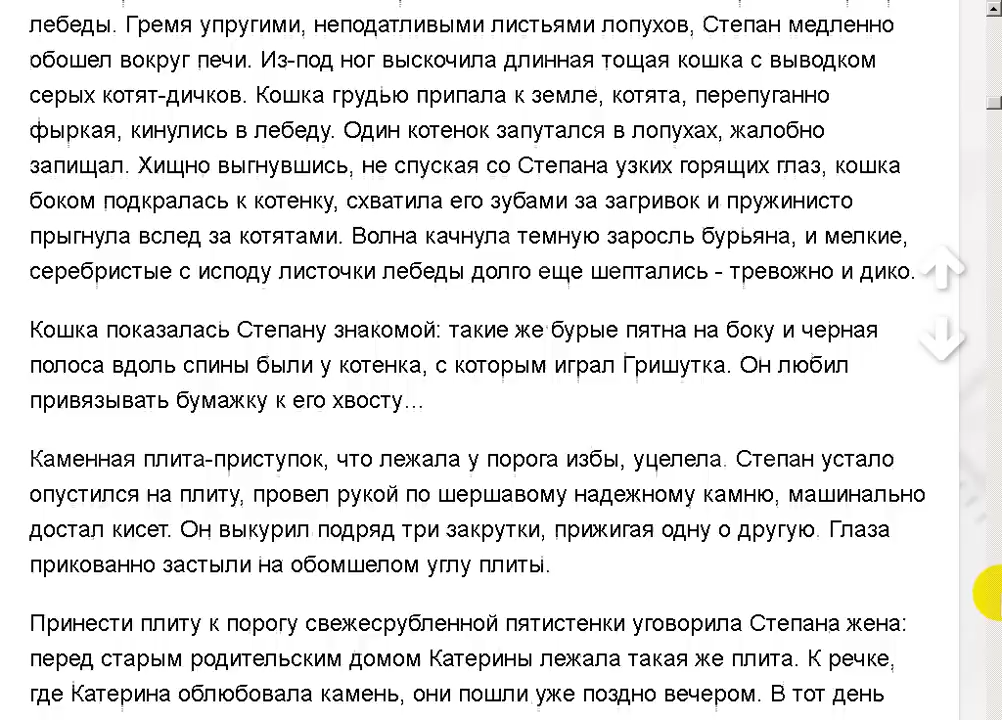 лебеды. Гремя упругими, неподатливыми листьями лопухов, Степан медленно
обошел вокруг печи. Из-под ног выскочила длинная тощая кошка с выводком
серых котят-дичков. Кошка грудью припала к земле, котята, перепуганно
фыркая, кинулись в лебеду. Один котенок запутался в лопухах, жалобно
запищал. Хищно выгнувшись, не спуская со Степана узких горящих глаз, кошка
боком подкралась к котенку, схватила его зубами за загривок и пружинисто
прыгнула вслед за котятами. Волна качнула темную заросль бурьяна, и мелкие,
серебристые с исподу листочки лебеды долго еще шептались - тревожно и дико.
Кошка показалась Степану знакомой: такие же бурые пятна на боку и черная
полоса вдоль спины были у котенка, с которым играл Гришутка. Он любил
привязывать бумажку к его хвосту...
Каменная плита-приступок, что лежала у порога избы, уцелела. Степан устало
опустился на плиту, провел рукой по шершавому надежному камню, машинально
достал кисет. Он выкурил подряд три закрутки, прижигая одну о другую. Глаза
прикованно застыли на обомшелом углу плиты.
Принести плиту к порогу свежесрубленной пятистенки уговорила Степана жена:
перед старым родительским домом Катерины лежала такая же плита. К речке,
где Катерина облюбовала камень, они пошли уже поздно вечером. В тот день